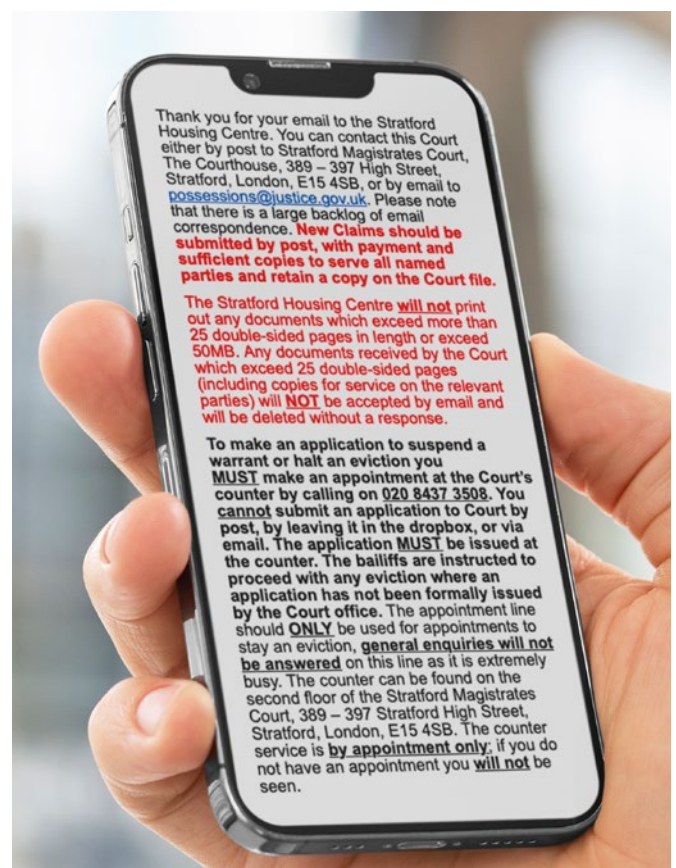 Thank you for your email to the Stratford
Housing Centre. You can contact this Court
either by post to Stratford Magistrates Court,
The Courthouse, 389 – 397 High Street,
Stratford, London, E15 4SB, or by email to
possessions@justice.gov.uk. Please note
that there is a large backlog of email
correspondence. New Claims should be
submitted by post, with payment and
sufficient copies to serve all named
parties and retain a copy on the Court file.
The Stratford Housing Centre will not print
out any documents which exceed more than
25 double-sided pages in length or exceed
50MB. Any documents received by the Court
which exceed 25 double-sided pages
(including copies for service on the relevant
parties) will NOT be accepted by email and
will be deleted without a response.
To make an application to suspend a
warrant or halt an eviction you
MUST make an appointment at the Court's
counter by calling on 020 8437 3508. You
cannot submit an application to Court by
post, by leaving it in the dropbox, or via
email. The application MUST be issued at
the counter. The bailiffs are instructed to
proceed with any eviction where an
application has not been formally issued
by the Court office. The appointment line
should ONLY be used for appointments to
stay an eviction, general enquiries will not
be answered on this line as it is extremely
busy. The counter can be found on the
second floor of the Stratford Magistrates
Court, 389 – 397 Stratford High Street,
Stratford, London, E15 4SB. The counter
service is by appointment only; if you do
not have an appointment you will not be
seen.